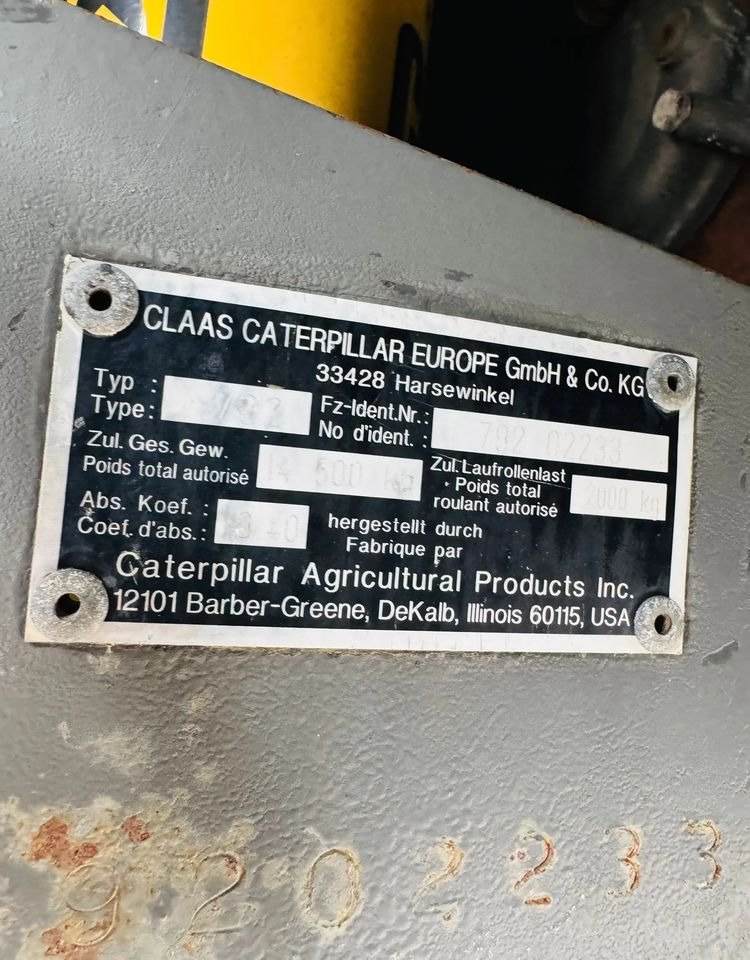 CLAAS CATERPILLAR EUROPE GmbH & Co. KG
33428 Harsewinkel
Typ :
Type: 792
Fz-Ident.Nr.:
No d'ident. : 792 02233
Zul. Ges. Gew.
Poids total autorisé 14 500 kg
Zul. Laufrollenlast
Poids total
roulant autorisé 2000 kg
Abs. Koef. :
Coef. d'abs.:
hergestellt durch
Fabrique par
Caterpillar Agricultural Products Inc.
12101 Barber-Greene, DeKalb, Illinois 60115, USA
9202233